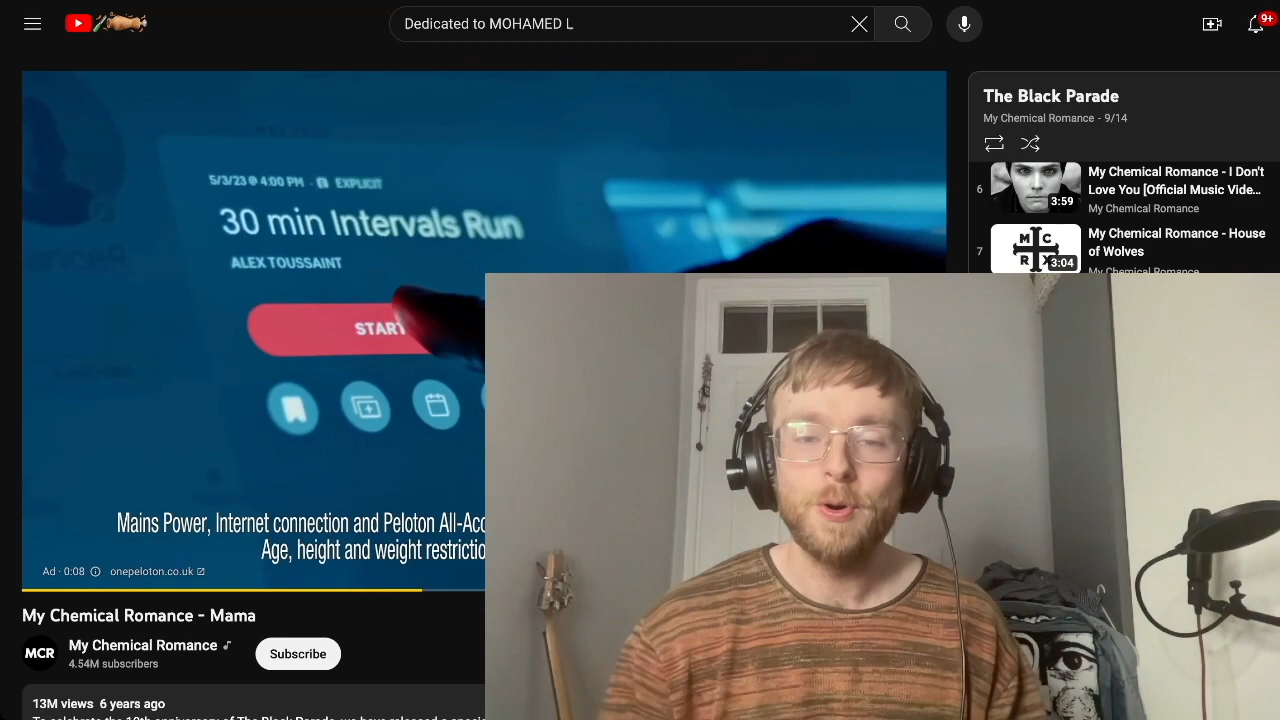 Dedicated to MOHAMED L
9+
5/3/23 @ 4:00 PM · EXPLICIT
30 min Intervals Run
ALEX TOUSSAINT
START
Mains Power, Internet connection and Peloton All-Acc
Age, height and weight restrictio
Ad · 0:08 onepeloton.co.uk
My Chemical Romance - Mama
MCR
My Chemical Romance
4.54M subscribers
Subscribe
13M views 6 years ago
The Black Parade
My Chemical Romance - 9/14
6
3:59
My Chemical Romance - I Don't
Love You [Official Music Vide...
My Chemical Romance
7
M C
R X
3:04
My Chemical Romance - House
of Wolves
My Chemical Romance